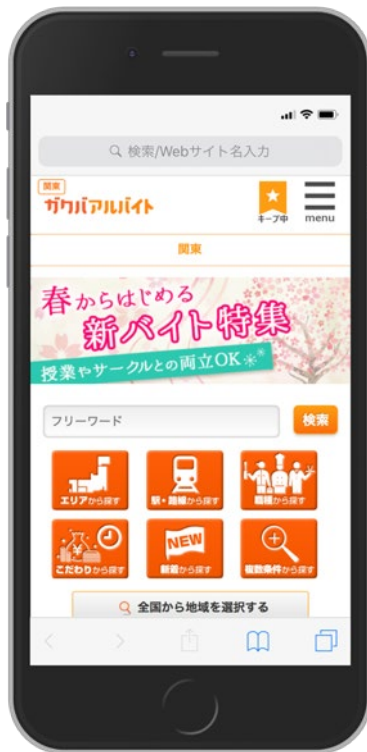 検索/Webサイト名入力
関東
ガクバアルバイト
キープ中
menu
関東
春からはじめる
新バイト特集
授業やサークルとの両立OK
フリーワード
検索
エリアから探す
駅・路線から探す
職種から探す
こだわりから探す
NEW
新着から探す
複数条件から探す
全国から地域を選択する